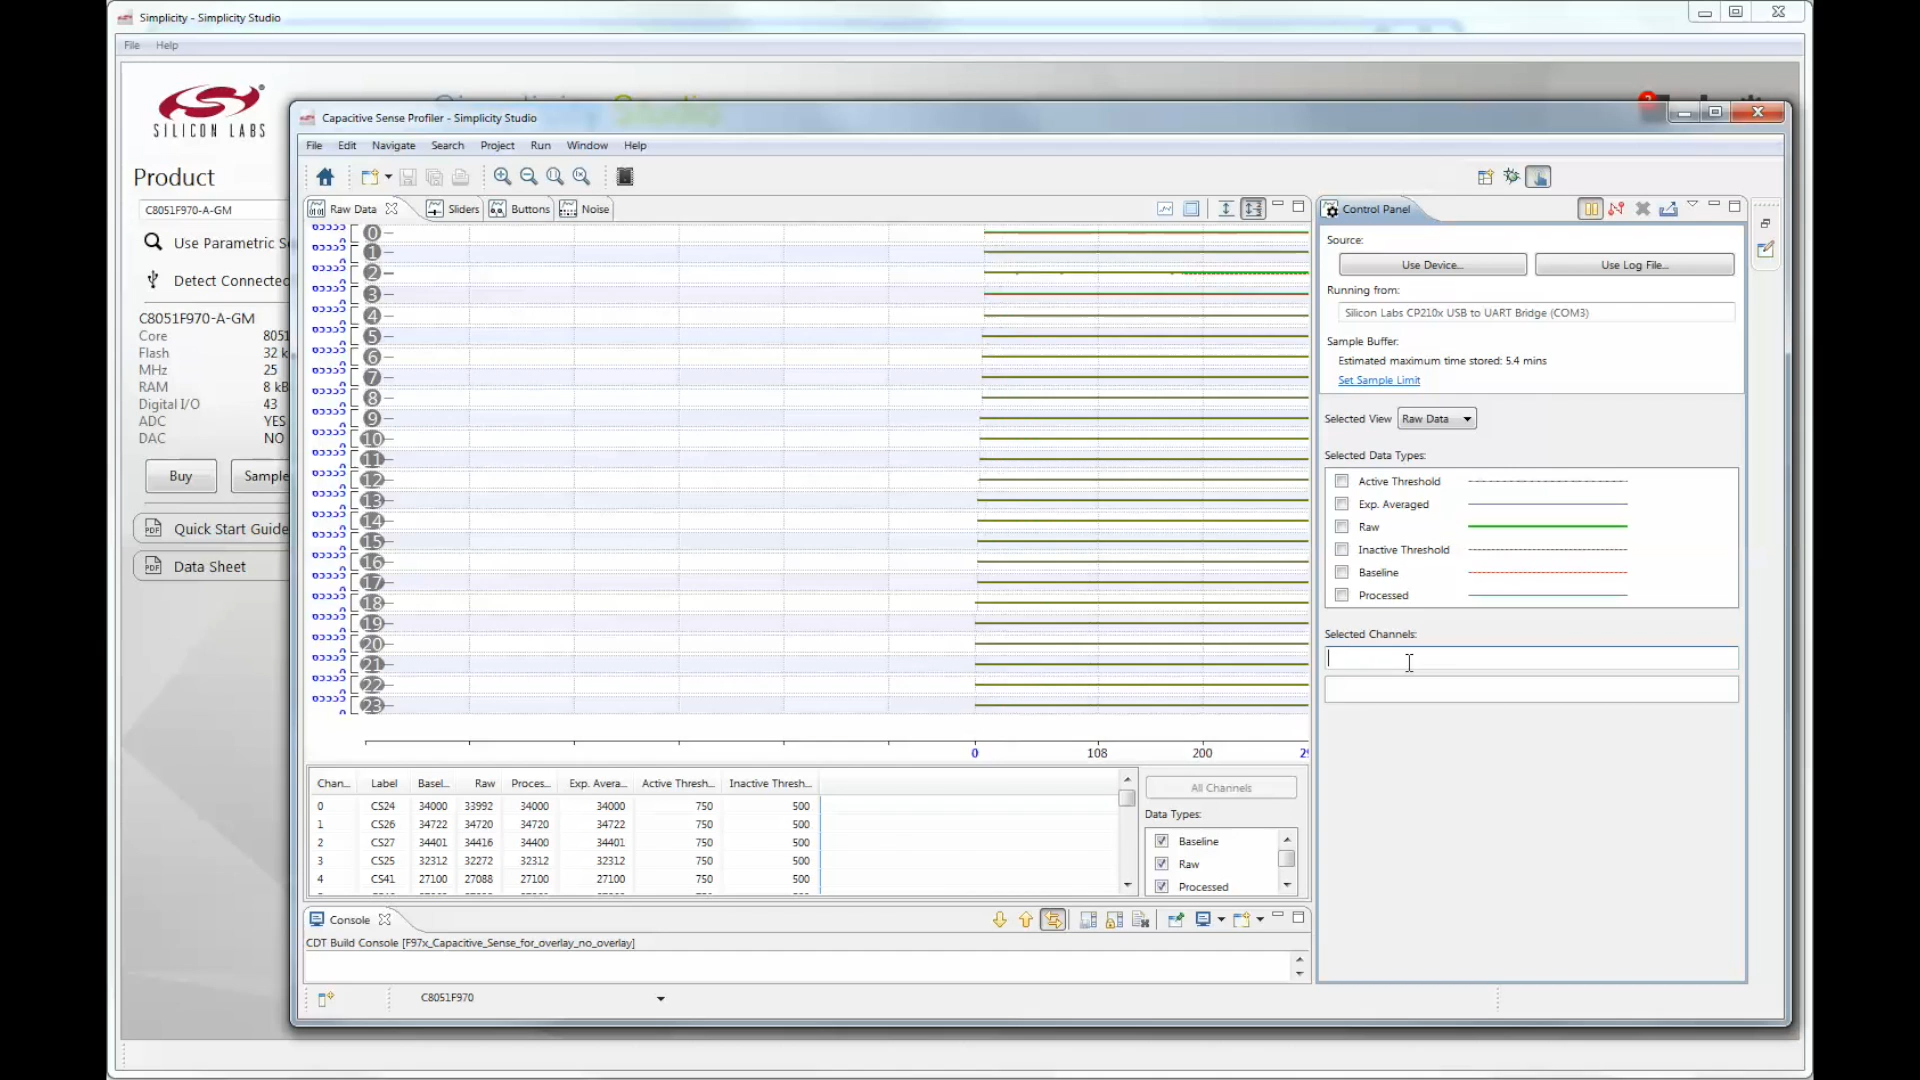 Simplicity - Simplicity Studio
File Help
SILICON LABS
Product
C8051F970-A-GM
Use Parametric S
Detect Connected
C8051F970-A-GM
Core 8051
Flash 32 k
MHz 25
RAM 8 kB
Digital I/O 43
ADC YES
DAC NO
Buy Sample
Quick Start Guide
Data Sheet
Capacitive Sense Profiler - Simplicity Studio
File Edit Navigate Search Project Run Window Help
Raw Data Sliders Buttons Noise
0
1
2
3
4
5
6
7
8
9
10
11
12
13
14
15
16
17
18
19
20
21
22
23
0 108 200
Chan... Label Basel... Raw Proces... Exp. Avera... Active Thresh... Inactive Thresh...
0 CS24 34000 33992 34000 34000 750 500
1 CS26 34722 34720 34720 34722 750 500
2 CS27 34401 34416 34400 34401 750 500
3 CS25 32312 32272 32312 32312 750 500
4 CS41 27100 27088 27100 27100 750 500
All Channels
Data Types:
Baseline
Raw
Processed
Console
CDT Build Console [F97x_Capacitive_Sense_for_overlay_no_overlay]
C8051F970
Control Panel
Source:
Use Device... Use Log File...
Running from:
Silicon Labs CP210x USB to UART Bridge (COM3)
Sample Buffer:
Estimated maximum time stored: 5.4 mins
Set Sample Limit
Selected View Raw Data
Selected Data Types:
Active Threshold
Exp. Averaged
Raw
Inactive Threshold
Baseline
Processed
Selected Channels: